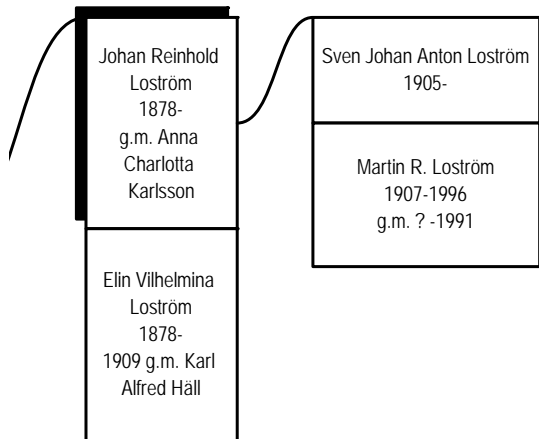 Johan Reinhold
Loström
1878-
g.m. Anna
Charlotta
Karlsson
Elin Vilhelmina
Loström
1878-
1909 g.m. Karl
Alfred Häll
Sven Johan Anton Loström
1905-
Martin R. Loström
1907-1996
g.m. ? -1991